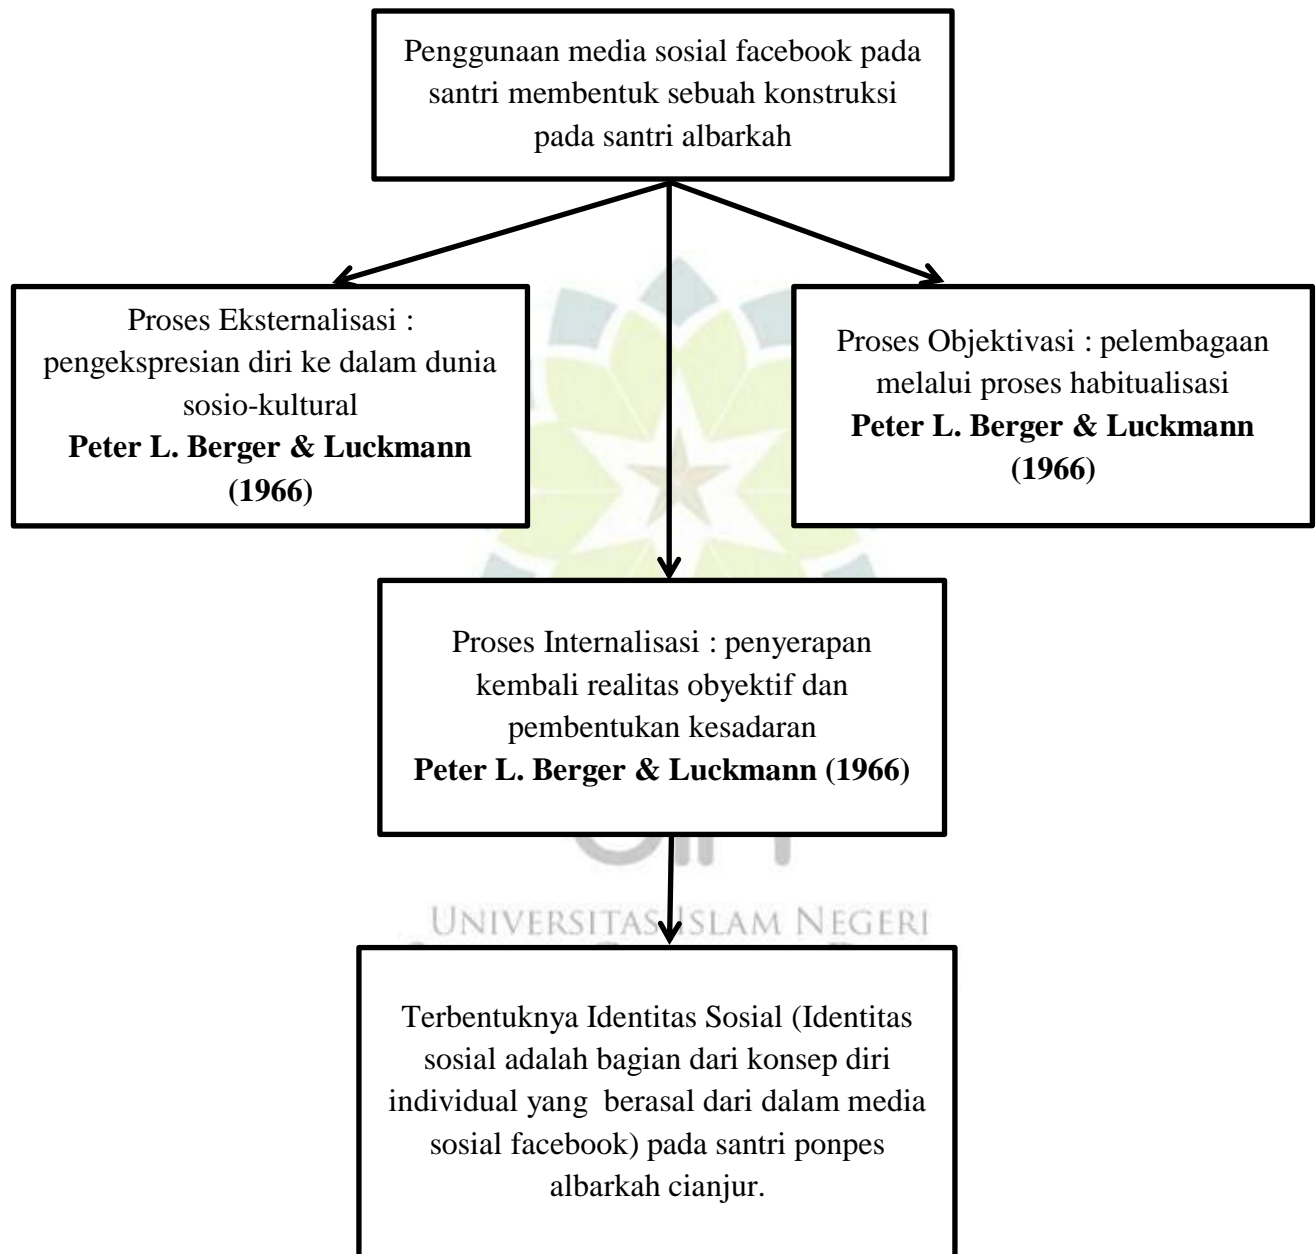 Penggunaan media sosial facebook pada
santri membentuk sebuah konstruksi
pada santri albarkah
Proses Eksternalisasi :
pengekspresian diri ke dalam dunia
sosio-kultural
Peter L. Berger & Luckmann
(1966)
Proses Objektivasi : pelembagaan
melalui proses habitualisasi
Peter L. Berger & Luckmann
(1966)
Proses Internalisasi : penyerapan
kembali realitas obyektif dan
pembentukan kesadaran
Peter L. Berger & Luckmann (1966)
UNIVERSITAS ISLAM NEGERI
Terbentuknya Identitas Sosial (Identitas
sosial adalah bagian dari konsep diri
individual yang  berasal dari dalam media
sosial facebook) pada santri ponpes
albarkah cianjur.